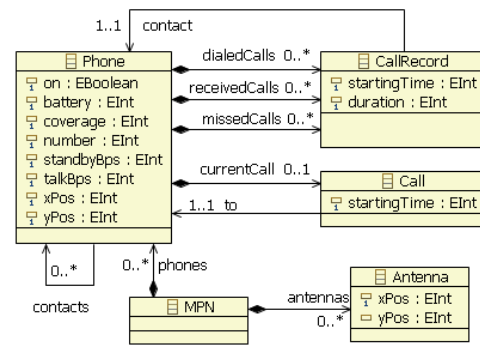 1..1 contact
Phone
on : EBoolean
battery : EInt
coverage : EInt
number : EInt
standbyBps : EInt
talkBps : EInt
xPos : EInt
yPos : EInt
dialedCalls 0..*
receivedCalls 0..*
missedCalls 0..*
CallRecord
startingTime : EInt
duration : EInt
currentCall 0..1
1..1 to
Call
startingTime : EInt
0..*
contacts
0..* phones
MPN
antennas
0..*
Antenna
xPos : EInt
yPos : EInt